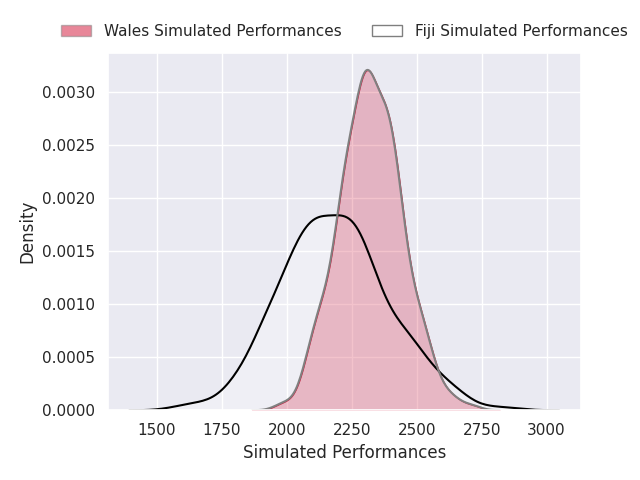 Wales Simulated Performances Fiji Simulated Performances
0.0030
0.0025
0.0020
0.0015
0.0010
0.0005
0.0000
Density
1500 1750 2000 2250 2500 2750 3000
Simulated Performances